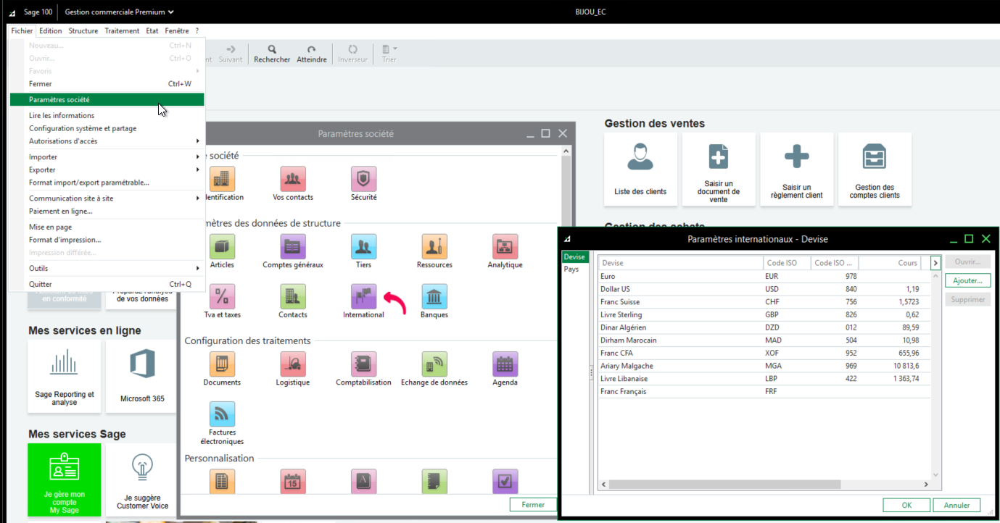 Sage 100 Gestion commerciale Premium BIJOU_EC
Fichier Edition Structure Traitement Etat Fenêtre ?
Nouveau... Ctrl+N
Ouvrir... Ctrl+O
Favoris
Fermer Ctrl+W
Paramètres société
Lire les informations
Configuration système et partage
Autorisations d'accès
Importer
Exporter
Format import/export paramétrable...
Communication site à site
Paiement en ligne...
Mise en page
Format d'impression...
Impression différée...
Outils
Quitter Ctrl+Q
Suivant Rechercher Atteindre Inverseur Trier
en conformité
de vos données
Mes services en ligne
Sage Reporting et
analyse
Microsoft 365
Mes services Sage
Je gère mon
compte
My Sage
Je suggère
Customer Voice
Paramètres société
société
dentification Vos contacts Sécurité
mètres des données de structure
Articles Comptes généraux Tiers Ressources Analytique
Tva et taxes Contacts International Banques
Configuration des traitements
Documents Logistique Comptabilisation Echange de données Agenda
Factures
électroniques
Personnalisation
15 A
Fermer
Gestion des ventes
Liste des clients
Saisir un
document de
vente
Saisir un
règlement client
Gestion des
comptes clients
Gestion des achats
Paramètres internationaux - Devise
Devise
Pays
Devise Code ISO Code ISO ... Cours
Euro EUR 978
Dollar US USD 840 1,19
Franc Suisse CHF 756 1,5723
Livre Sterling GBP 826 0,62
Dinar Algérien DZD 012 89,59
Dirham Marocain MAD 504 10,98
Franc CFA XOF 952 655,96
Ariary Malgache MGA 969 10 813,6
Livre Libanaise LBP 422 1 363,74
Franc Français FRF
Ouvrir...
Ajouter...
Supprimer
OK Annuler